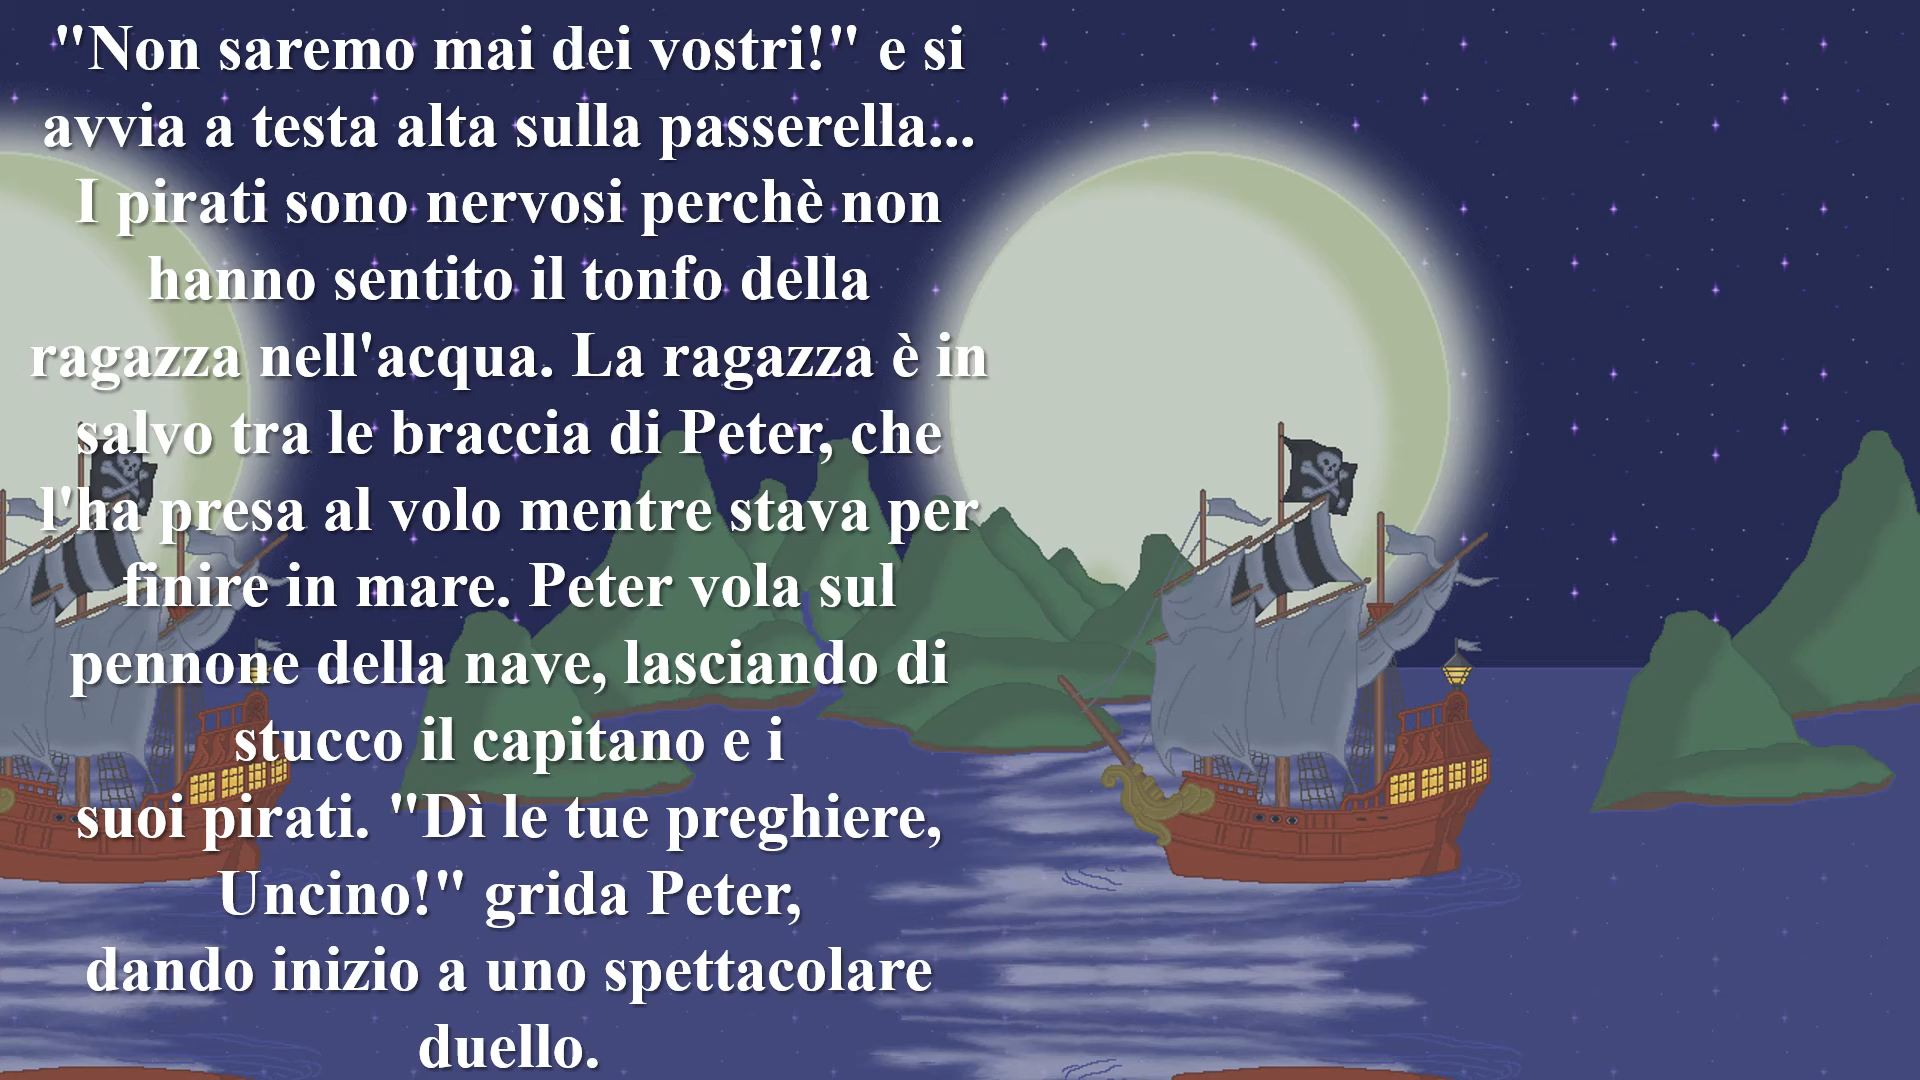 "Non saremo mai dei vostri!" e si
avvia a testa alta sulla passerella...
I pirati sono nervosi perchè non
hanno sentito il tonfo della
ragazza nell'acqua. La ragazza è in
salvo tra le braccia di Peter, che
l'ha presa al volo mentre stava per
finire in mare. Peter vola sul
pennone della nave, lasciando di
stucco il capitano e i
suoi pirati. "Dì le tue preghiere,
Uncino!" grida Peter,
dando inizio a uno spettacolare
duello.